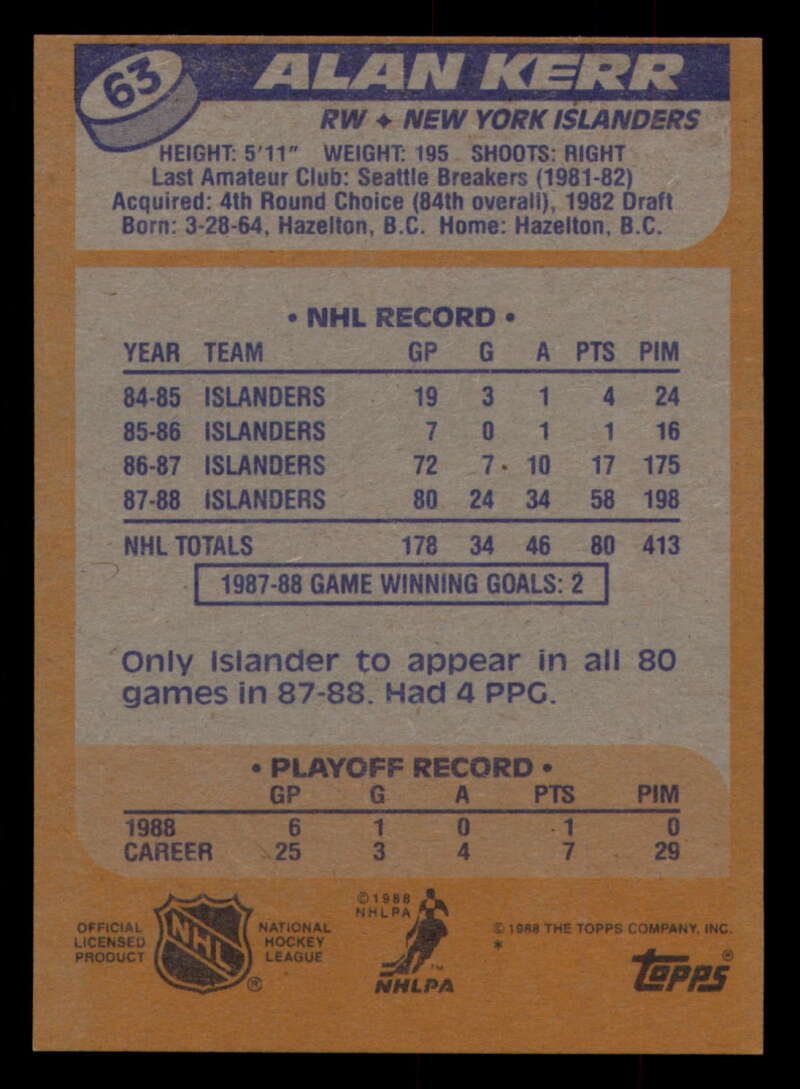 63
ALAN KERR
RW ✦ NEW YORK ISLANDERS
HEIGHT: 5'11" WEIGHT: 195 SHOOTS: RIGHT
Last Amateur Club: Seattle Breakers (1981-82)
Acquired: 4th Round Choice (84th overall), 1982 Draft
Born: 3-28-64, Hazelton, B.C. Home: Hazelton, B.C.
• NHL RECORD •
YEAR TEAM GP G A PTS PIM
84-85 ISLANDERS 19 3 1 4 24
85-86 ISLANDERS 7 0 1 1 16
86-87 ISLANDERS 72 7 10 17 175
87-88 ISLANDERS 80 24 34 58 198
NHL TOTALS 178 34 46 80 413
1987-88 GAME WINNING GOALS: 2
Only Islander to appear in all 80
games in 87-88. Had 4 PPG.
• PLAYOFF RECORD •
GP G A PTS PIM
1988 6 1 0 1 0
CAREER 25 3 4 7 29
OFFICIAL
LICENSED
PRODUCT
NHL
®
NATIONAL
HOCKEY
LEAGUE
©1988
NHLPA
TM
NHLPA
© 1988 THE TOPPS COMPANY, INC.
*
topps®